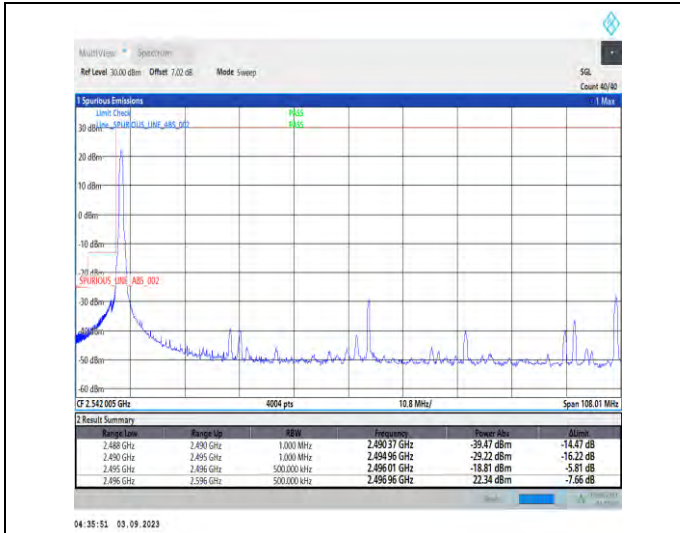 MultiView Spectrum
Ref Level 30.00 dBm Offset 7.02 dB Mode Sweep SGL
Count 40/40
1 Spurious Emissions 1 Max
Limit Check PASS
30 dBm Line _SPURIOUS_LINE_ABS_002 PASS
20 dBm
10 dBm
0 dBm
-10 dBm
-20 dBm
_SPURIOUS_LINE_ABS_002
-30 dBm
-40 dBm
-50 dBm
-60 dBm
CF 2.542 005 GHz 4004 pts 10.8 MHz/ Span 108.01 MHz
2 Result Summary
Range Low Range Up RBW Frequency Power Abs ΔLimit
2.488 GHz 2.490 GHz 1.000 MHz 2.490 37 GHz -39.47 dBm -14.47 dB
2.490 GHz 2.495 GHz 1.000 MHz 2.494 96 GHz -29.22 dBm -16.22 dB
2.495 GHz 2.496 GHz 500.000 kHz 2.496 01 GHz -18.81 dBm -5.81 dB
2.496 GHz 2.596 GHz 500.000 kHz 2.496 96 GHz 22.34 dBm -7.66 dB
04:35:51 03.09.2023